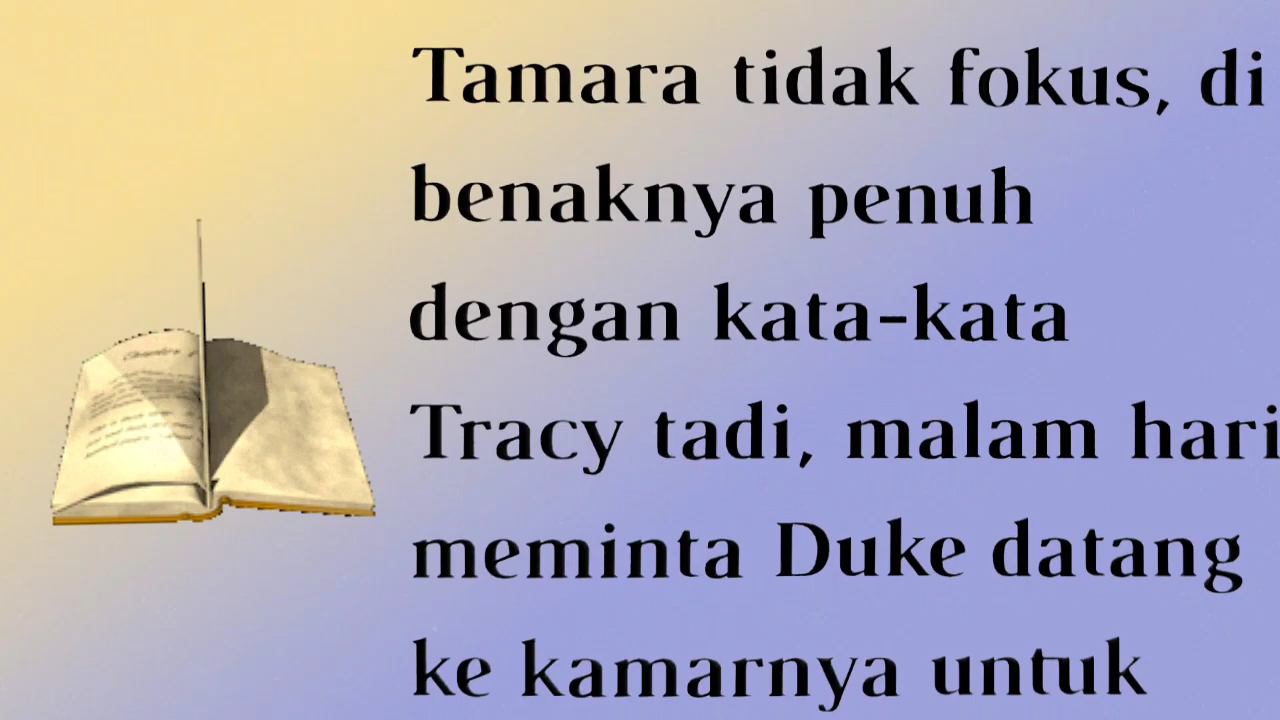 Tamara tidak fokus, di
benaknya penuh
dengan kata-kata
Tracy tadi, malam hari
meminta Duke datang
ke kamarnya untuk